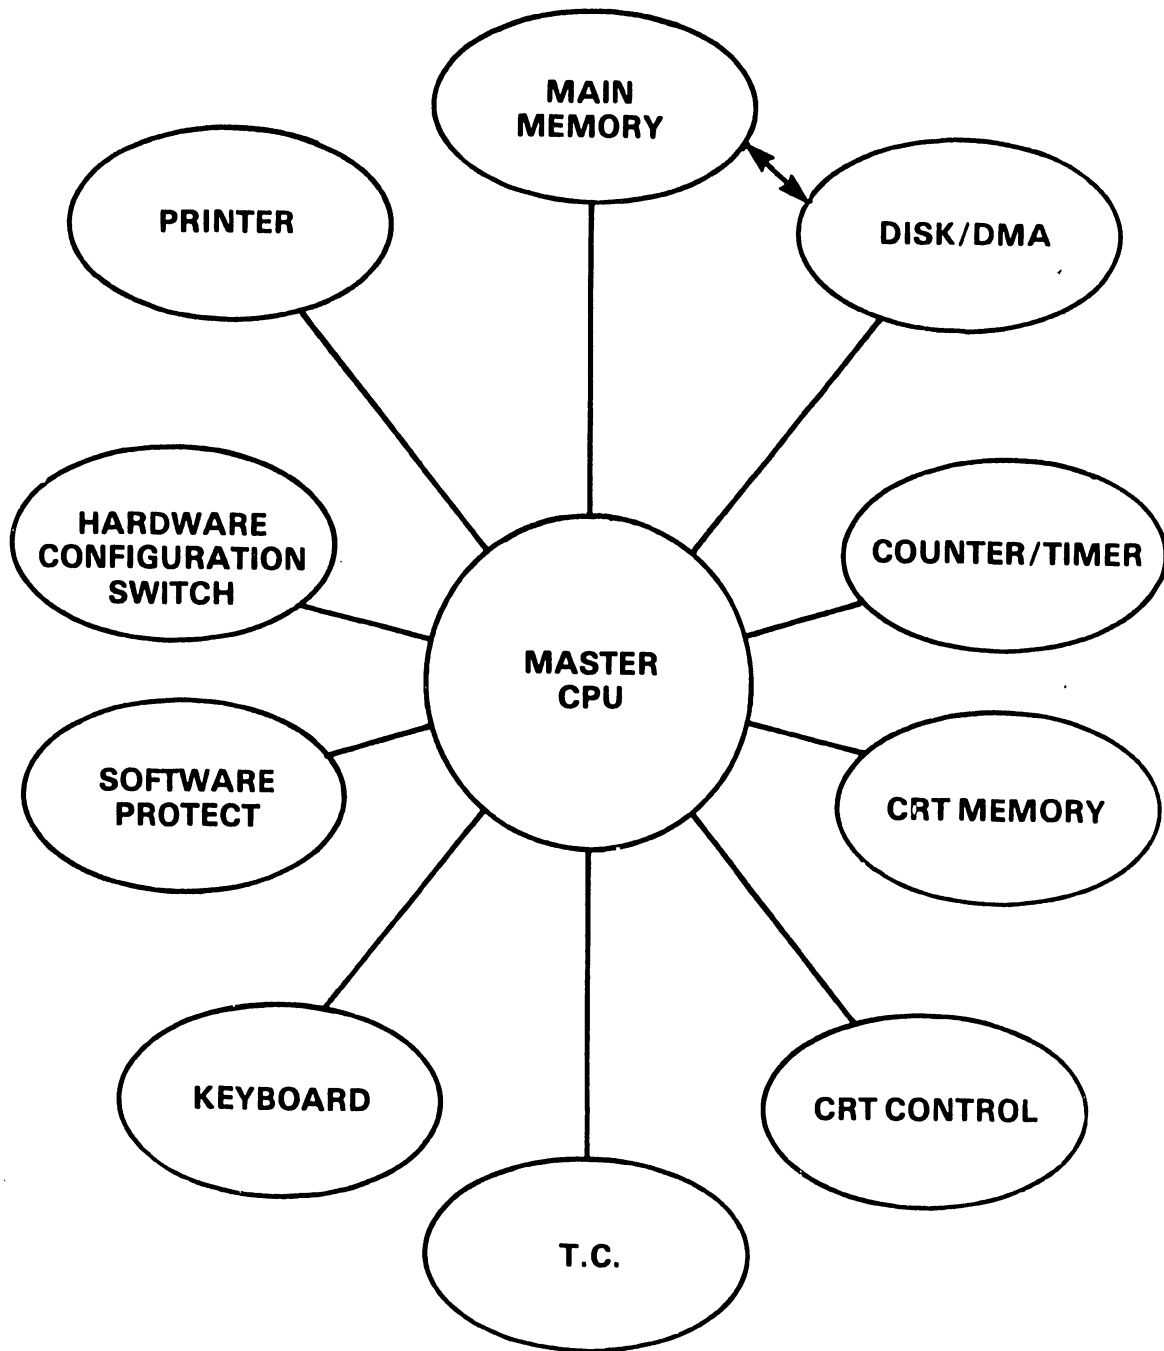 MAIN
MEMORY
PRINTER
DISK/DMA
HARDWARE
CONFIGURATION
SWITCH
COUNTER/TIMER
MASTER
CPU
SOFTWARE
PROTECT
CRT MEMORY
KEYBOARD
CRT CONTROL
T.C.